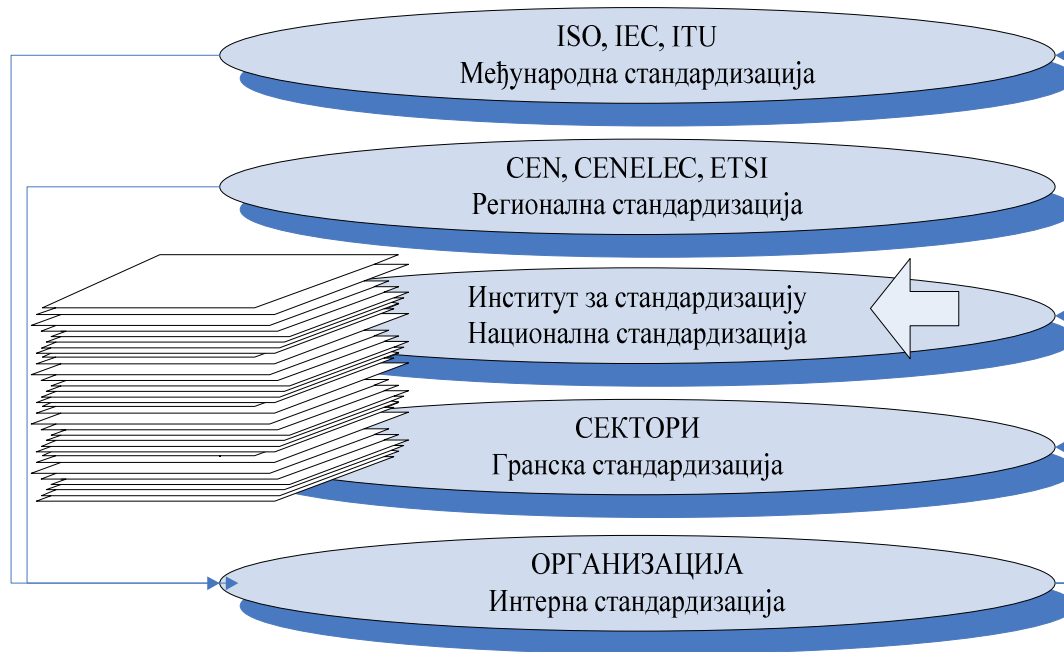 ISO, IEC, ITU
Међународна стандардизација
CEN, CENELEC, ETSI
Регионална стандардизација
Институт за стандардизацију
Национална стандардизација
СЕКТОРИ
Гранска стандардизација
ОРГАНИЗАЦИЈА
Интерна стандардизација